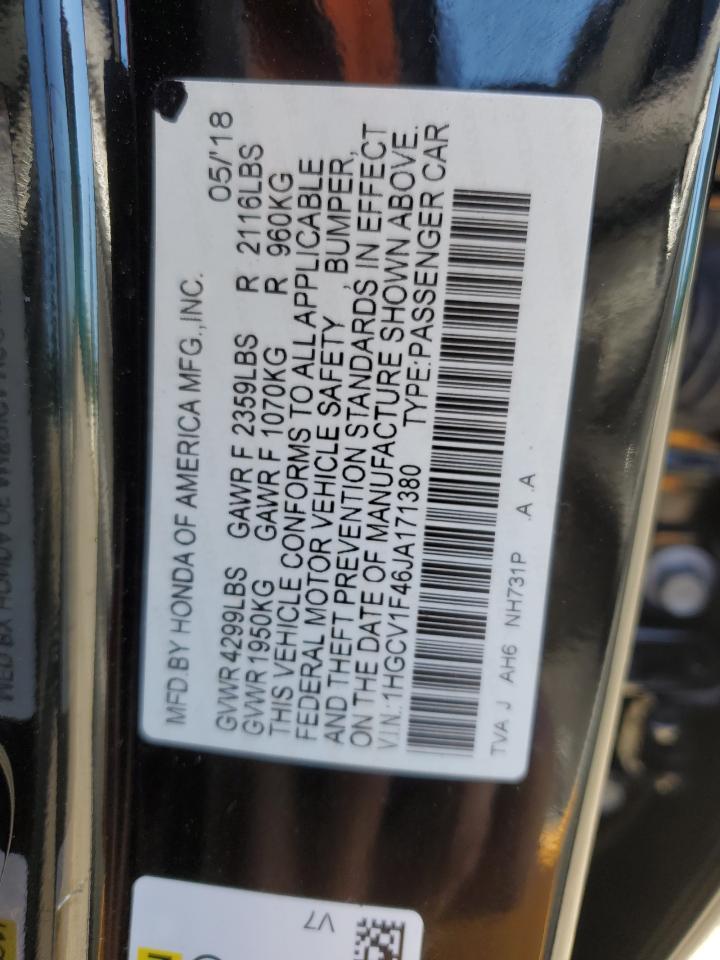 MFD.BY HONDA OF AMERICA MFG.,INC. 05/'18
GVWR 4299LBS GAWR F 2359LBS R 2116LBS
GVWR 1950KG GAWR F 1070KG R 960KG
THIS VEHICLE CONFORMS TO ALL APPLICABLE
FEDERAL MOTOR VEHICLE SAFETY, BUMPER,
AND THEFT PREVENTION STANDARDS IN EFFECT
ON THE DATE OF MANUFACTURE SHOWN ABOVE.
V.I.N.:1HGCV1F46JA171380 TYPE:PASSENGER CAR
TVA J AH6 NH731P .A .A
V7